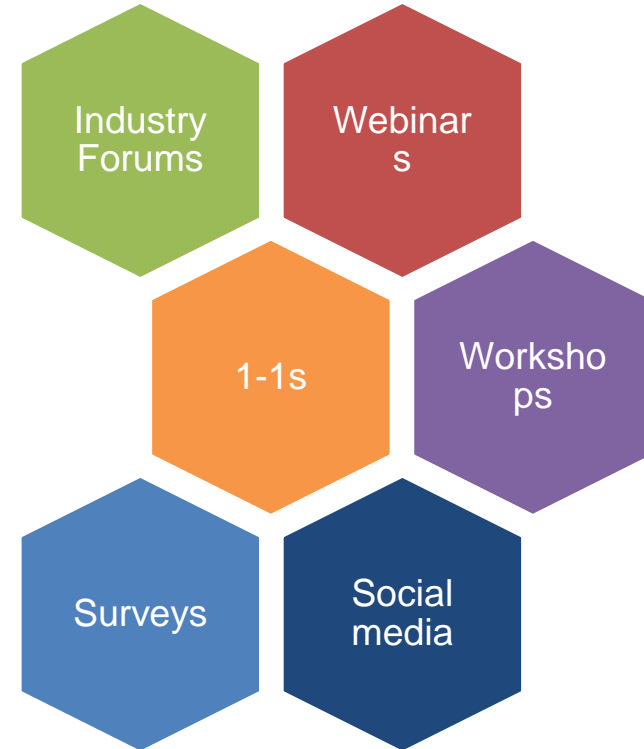 Industry
Forums
Webinar
s
1-1s
Worksho
ps
Surveys
Social
media